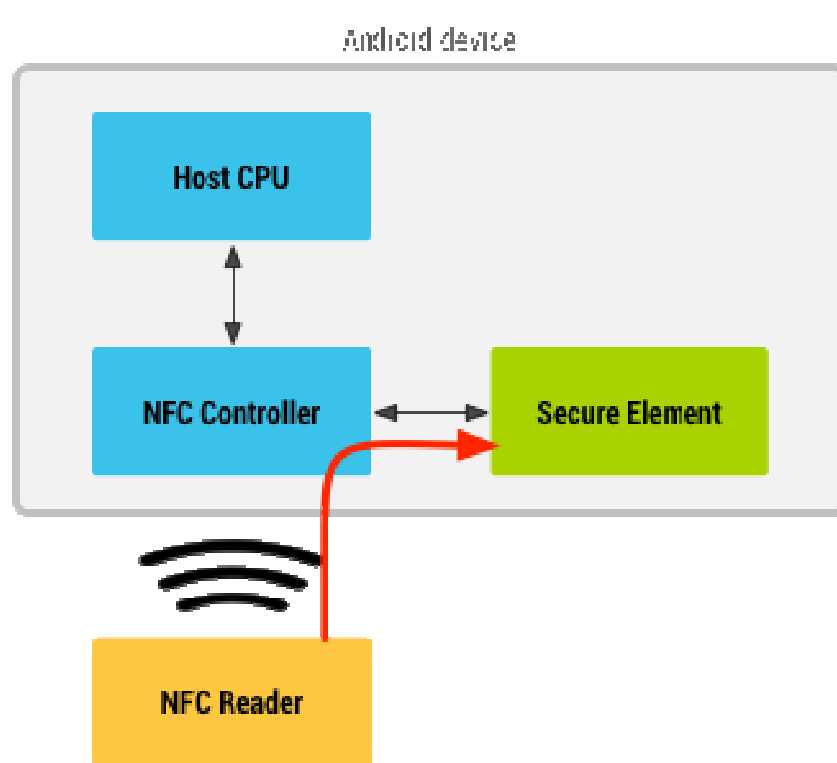 Android device
Host CPU
NFC Controller
Secure Element
NFC Reader